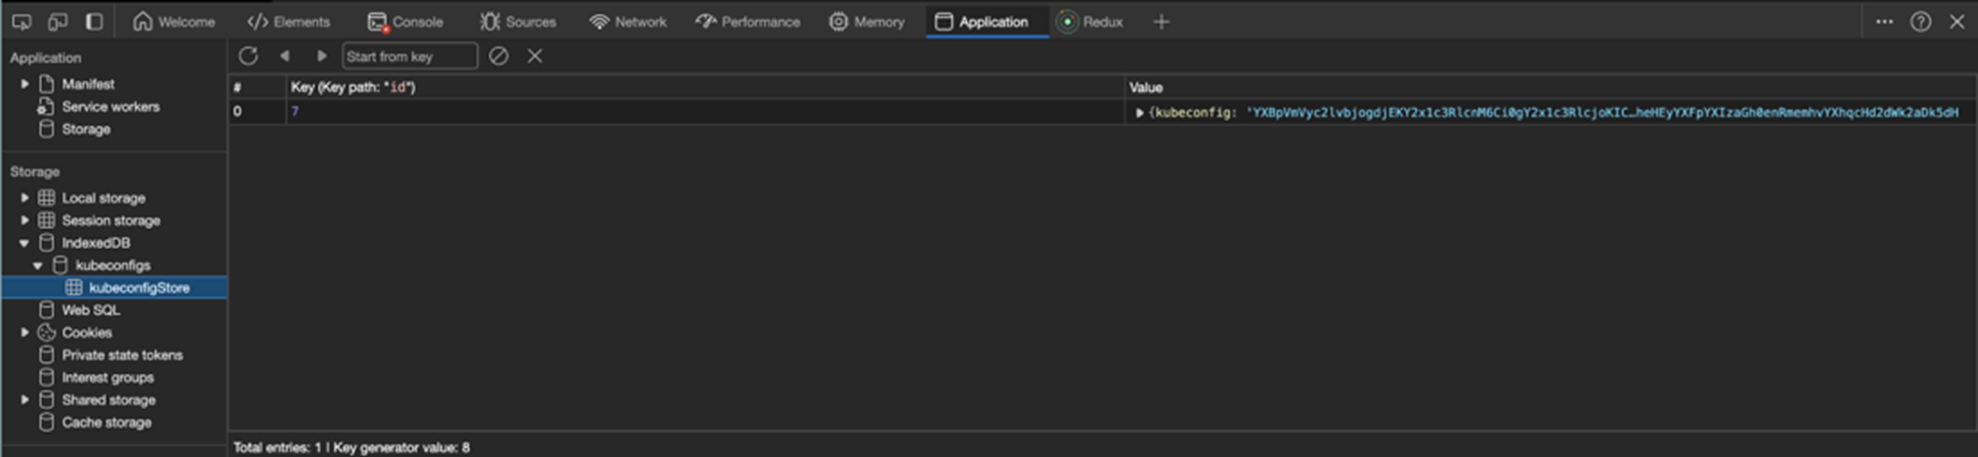 Welcome Elements Console Sources Network Performance Memory Application Redux
Application
Manifest
Service workers
Storage
Storage
Local storage
Session storage
IndexedDB
kubeconfigs
kubeconfigStore
Web SQL
Cookies
Private state tokens
Interest groups
Shared storage
Cache storage
Start from key
# Key (Key path: "id") Value
0 7 {kubeconfig: 'YXBpVmVyc2lvbjogdjEKY2x1c3RlcnM6Ci0gY2x1c3RlcjoKIC…heHEyYXFpYXIzaGh0enRmemhvYXhqcHd2dWk2aDk5dH
Total entries: 1 | Key generator value: 8